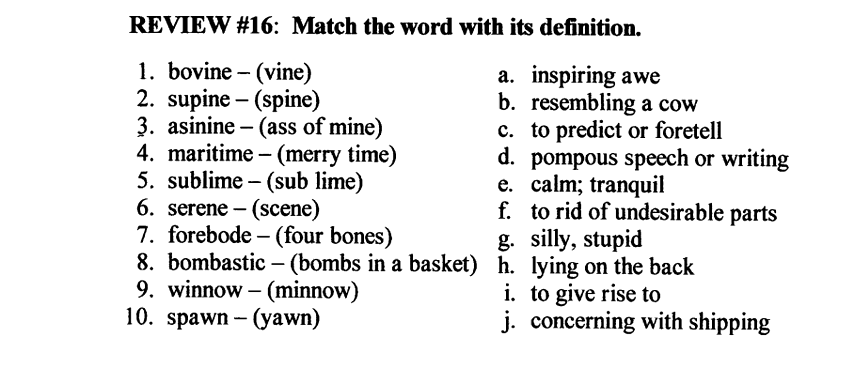 REVIEW #16: Match the word with its definition.
1. bovine – (vine)
2. supine – (spine)
3. asinine – (ass of mine)
4. maritime – (merry time)
5. sublime – (sub lime)
6. serene – (scene)
7. forebode – (four bones)
8. bombastic – (bombs in a basket)
9. winnow – (minnow)
10. spawn – (yawn)
a. inspiring awe
b. resembling a cow
c. to predict or foretell
d. pompous speech or writing
e. calm; tranquil
f. to rid of undesirable parts
g. silly, stupid
h. lying on the back
i. to give rise to
j. concerning with shipping